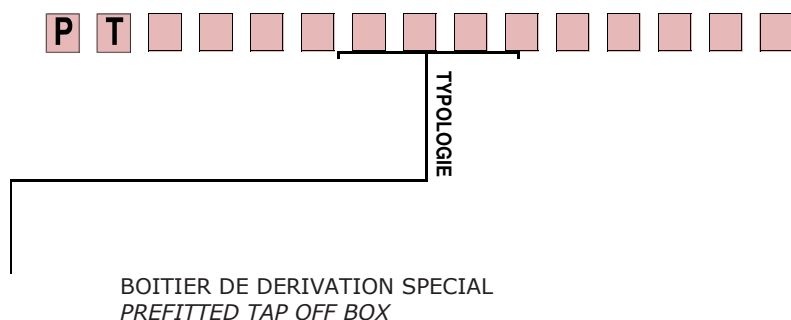 P T
TYPOLOGIE
BOITIER DE DERIVATION SPECIAL
PREFITTED TAP OFF BOX